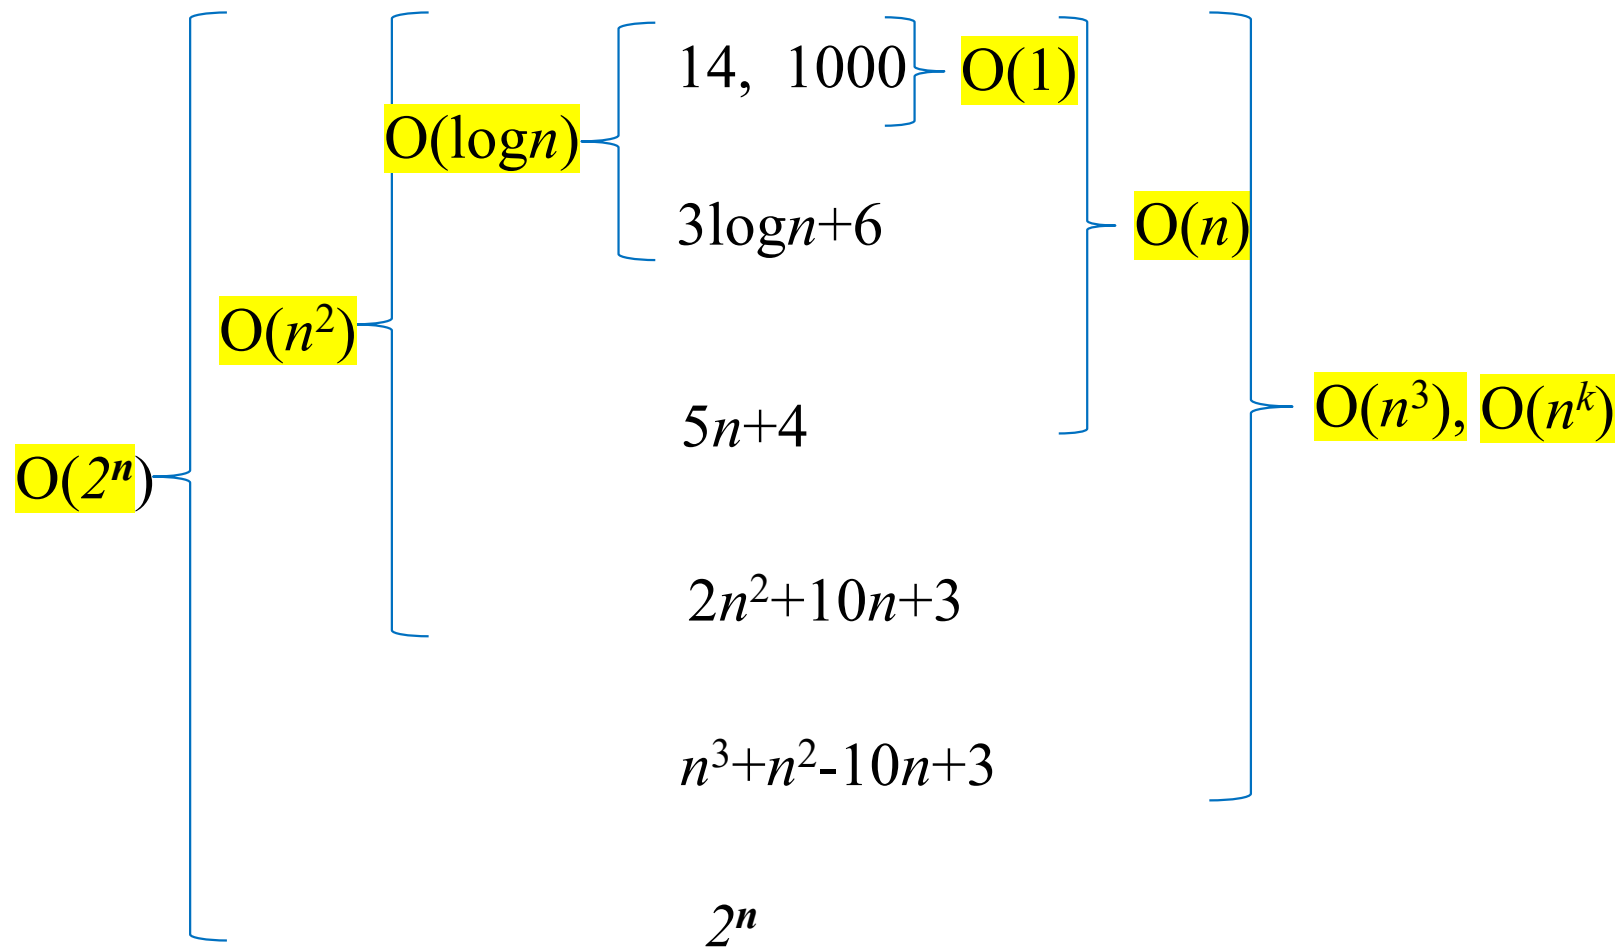 14, 1000 O(1)
O(logn)
3logn+6 O(n)
O(n²)
O(n³), O(nᵏ)
5n+4
O(2ⁿ)
2n²+10n+3
n³+n²-10n+3
2ⁿ